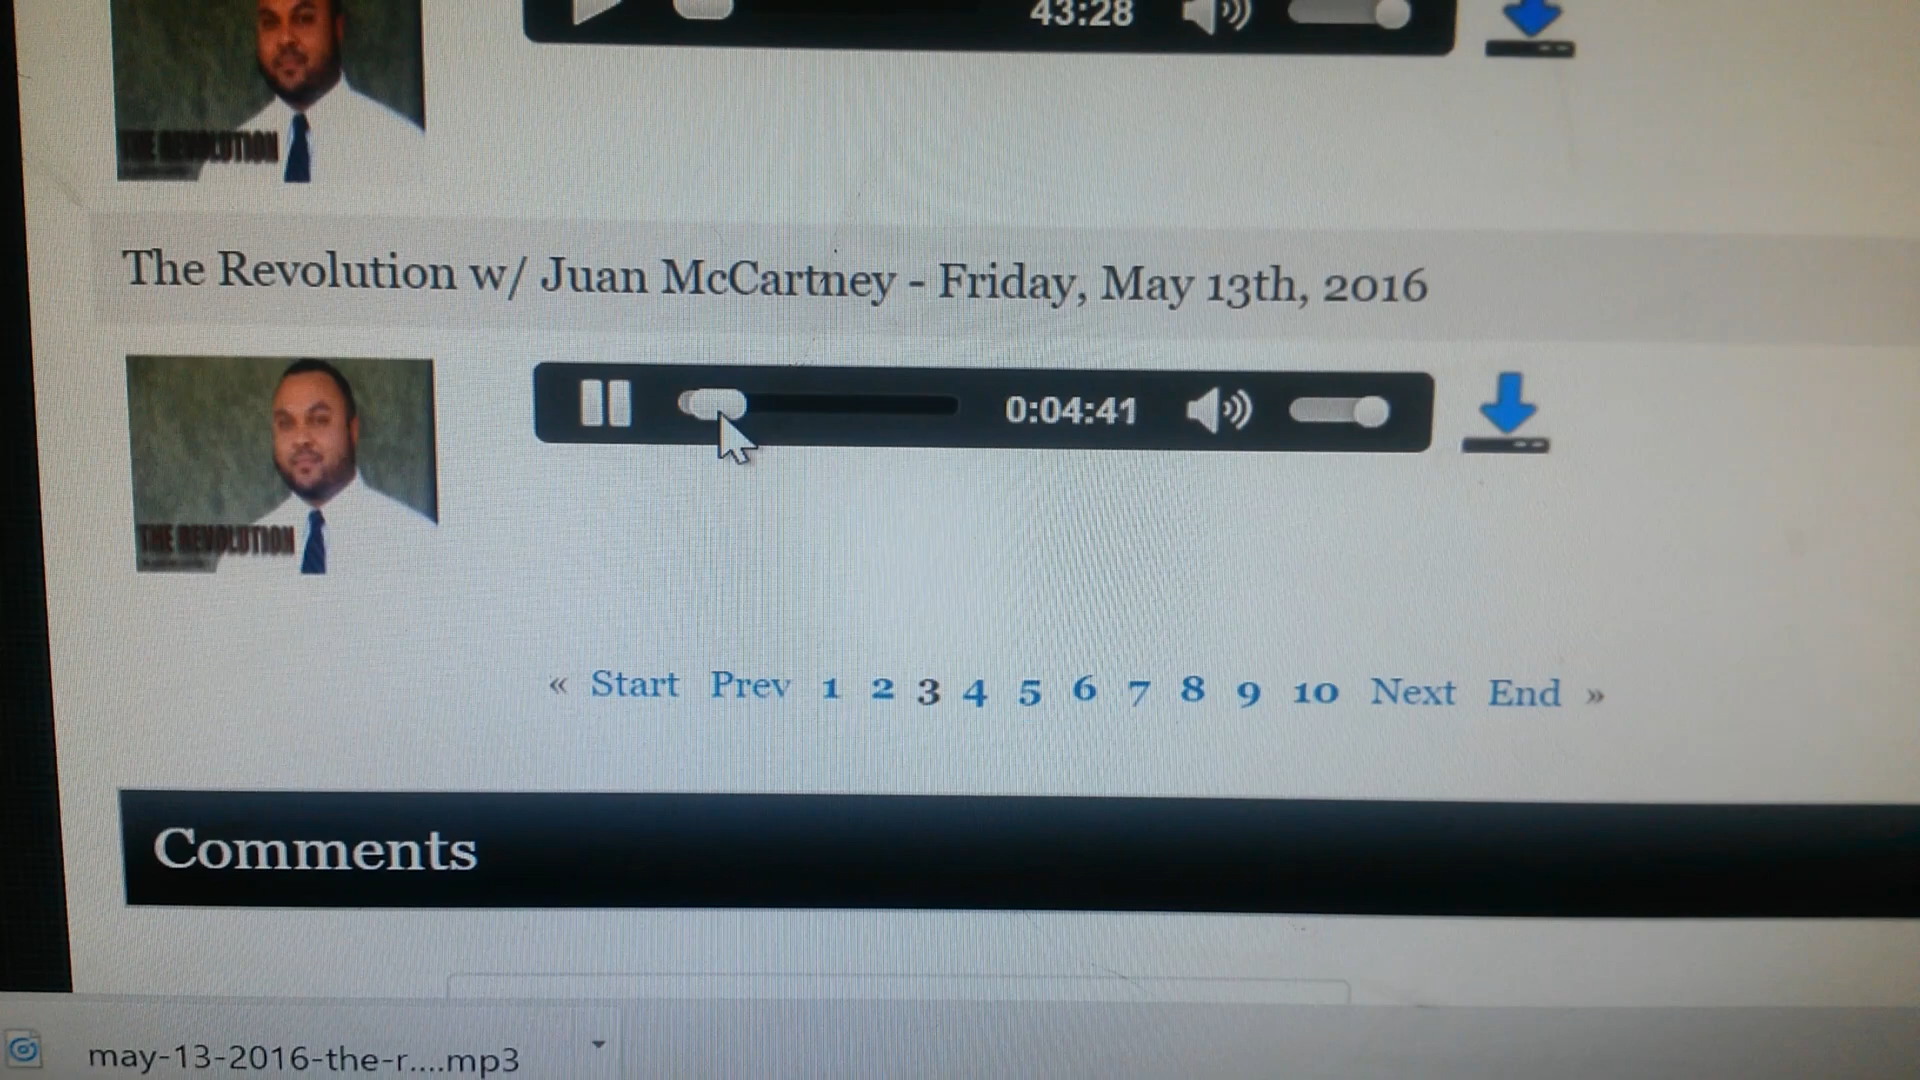 43:28
THE REVOLUTION
The Revolution w/ Juan McCartney - Friday, May 13th, 2016
0:04:41
THE REVOLUTION
« Start Prev 1 2 3 4 5 6 7 8 9 10 Next End »
Comments
may-13-2016-the-r....mp3